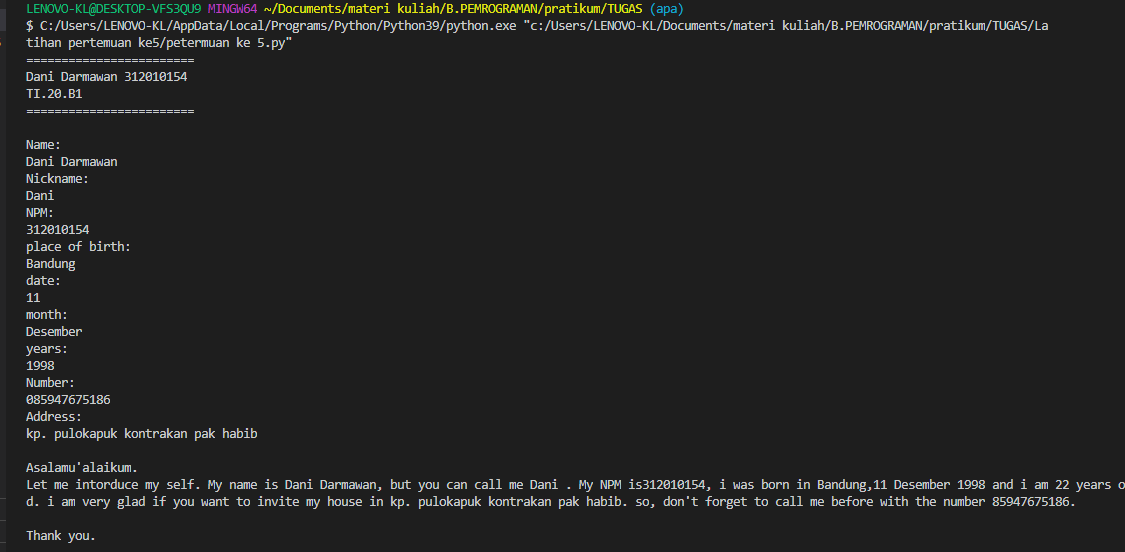 LENOVO-KL@DESKTOP-VFS3QU9 MINGW64 ~/Documents/materi kuliah/B.PEMROGRAMAN/pratikum/TUGAS (apa)
$ C:/Users/LENOVO-KL/AppData/Local/Programs/Python/Python39/python.exe "c:/Users/LENOVO-KL/Documents/materi kuliah/B.PEMROGRAMAN/pratikum/TUGAS/La
tihan pertemuan ke5/petermuan ke 5.py"
========================
Dani Darmawan 312010154
TI.20.B1
========================
Name:
Dani Darmawan
Nickname:
Dani
NPM:
312010154
place of birth:
Bandung
date:
11
month:
Desember
years:
1998
Number:
085947675186
Address:
kp. pulokapuk kontrakan pak habib
Asalamu'alaikum.
Let me intorduce my self. My name is Dani Darmawan, but you can call me Dani . My NPM is312010154, i was born in Bandung,11 Desember 1998 and i am 22 years o
d. i am very glad if you want to invite my house in kp. pulokapuk kontrakan pak habib. so, don't forget to call me before with the number 85947675186.
Thank you.